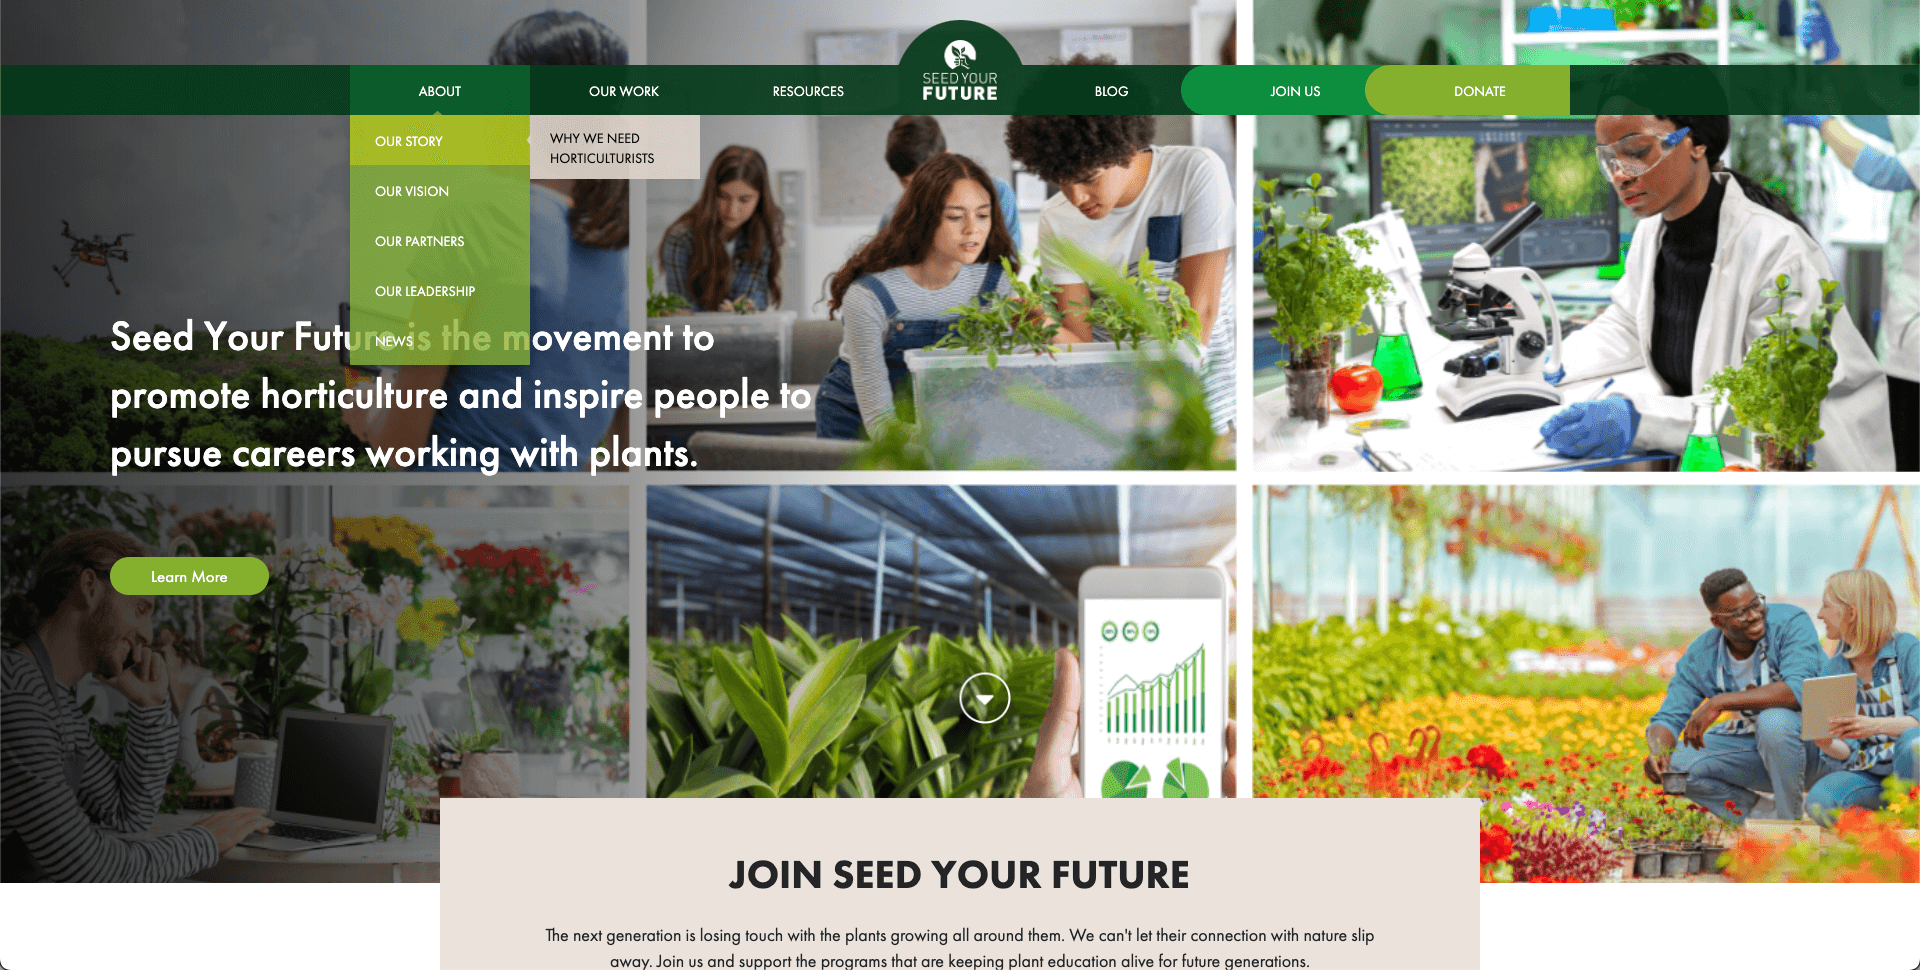 ABOUT
OUR WORK
RESOURCES
SEED YOUR
FUTURE
BLOG
JOIN US
DONATE
OUR STORY
WHY WE NEED
HORTICULTURISTS
OUR VISION
OUR PARTNERS
OUR LEADERSHIP
NEWS
Seed Your Future is the movement to
promote horticulture and inspire people to
pursue careers working with plants.
Learn More
JOIN SEED YOUR FUTURE
The next generation is losing touch with the plants growing all around them. We can't let their connection with nature slip
away. Join us and support the programs that are keeping plant education alive for future generations.